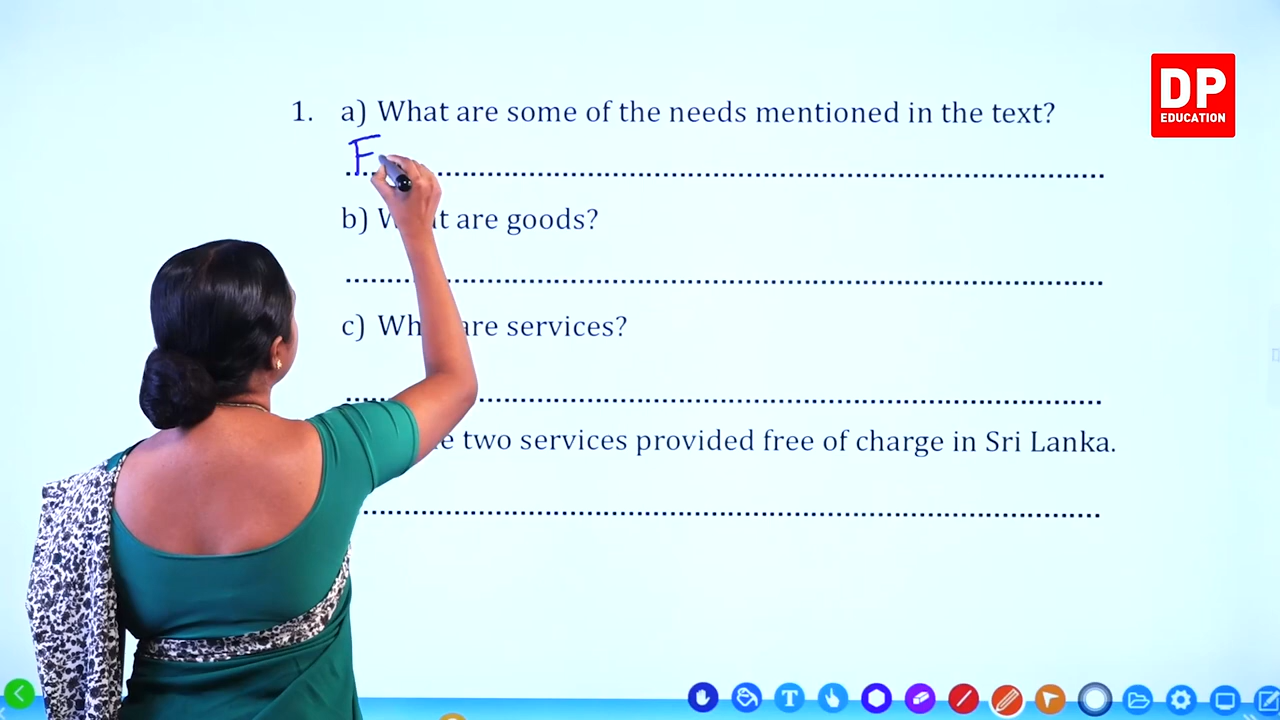 DP
EDUCATION
1. a) What are some of the needs mentioned in the text?
F
b) are goods?
c) are services?
two services provided free of charge in Sri Lanka.
T